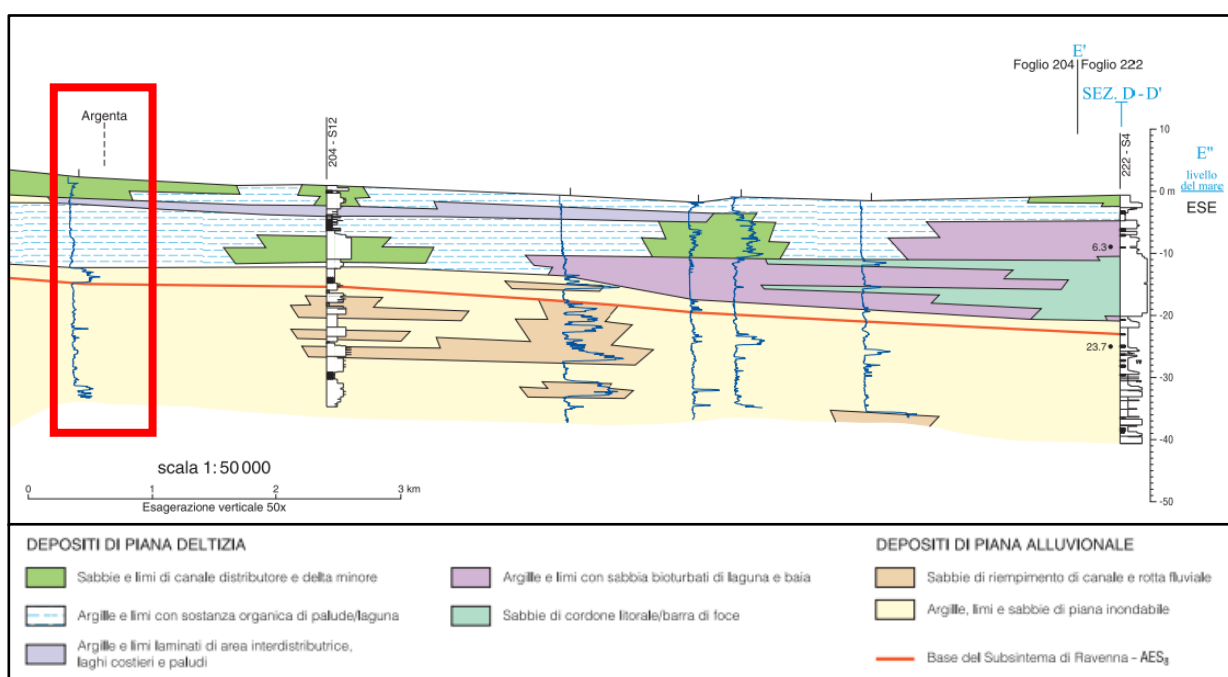 E'
Foglio 204 Foglio 222
SEZ. D-D'
Argenta
204 - S12
222 - S4
10
E"
livello
del mare
0 m
ESE
6.3
-10
-20
23.7
-30
-40
-50
scala 1:50 000
0 1 2 3 km
Esagerazione verticale 50x
DEPOSITI DI PIANA DELTIZIA
Sabbie e limi di canale distributore e delta minore
Argille e limi con sostanza organica di palude/laguna
Argille e limi laminati di area interdistributrice,
laghi costieri e paludi
Argille e limi con sabbia bioturbati di laguna e baia
Sabbie di cordone litorale/barra di foce
DEPOSITI DI PIANA ALLUVIONALE
Sabbie di riempimento di canale e rotta fluviale
Argille, limi e sabbie di piana inondabile
Base del Subsintema di Ravenna - AES8